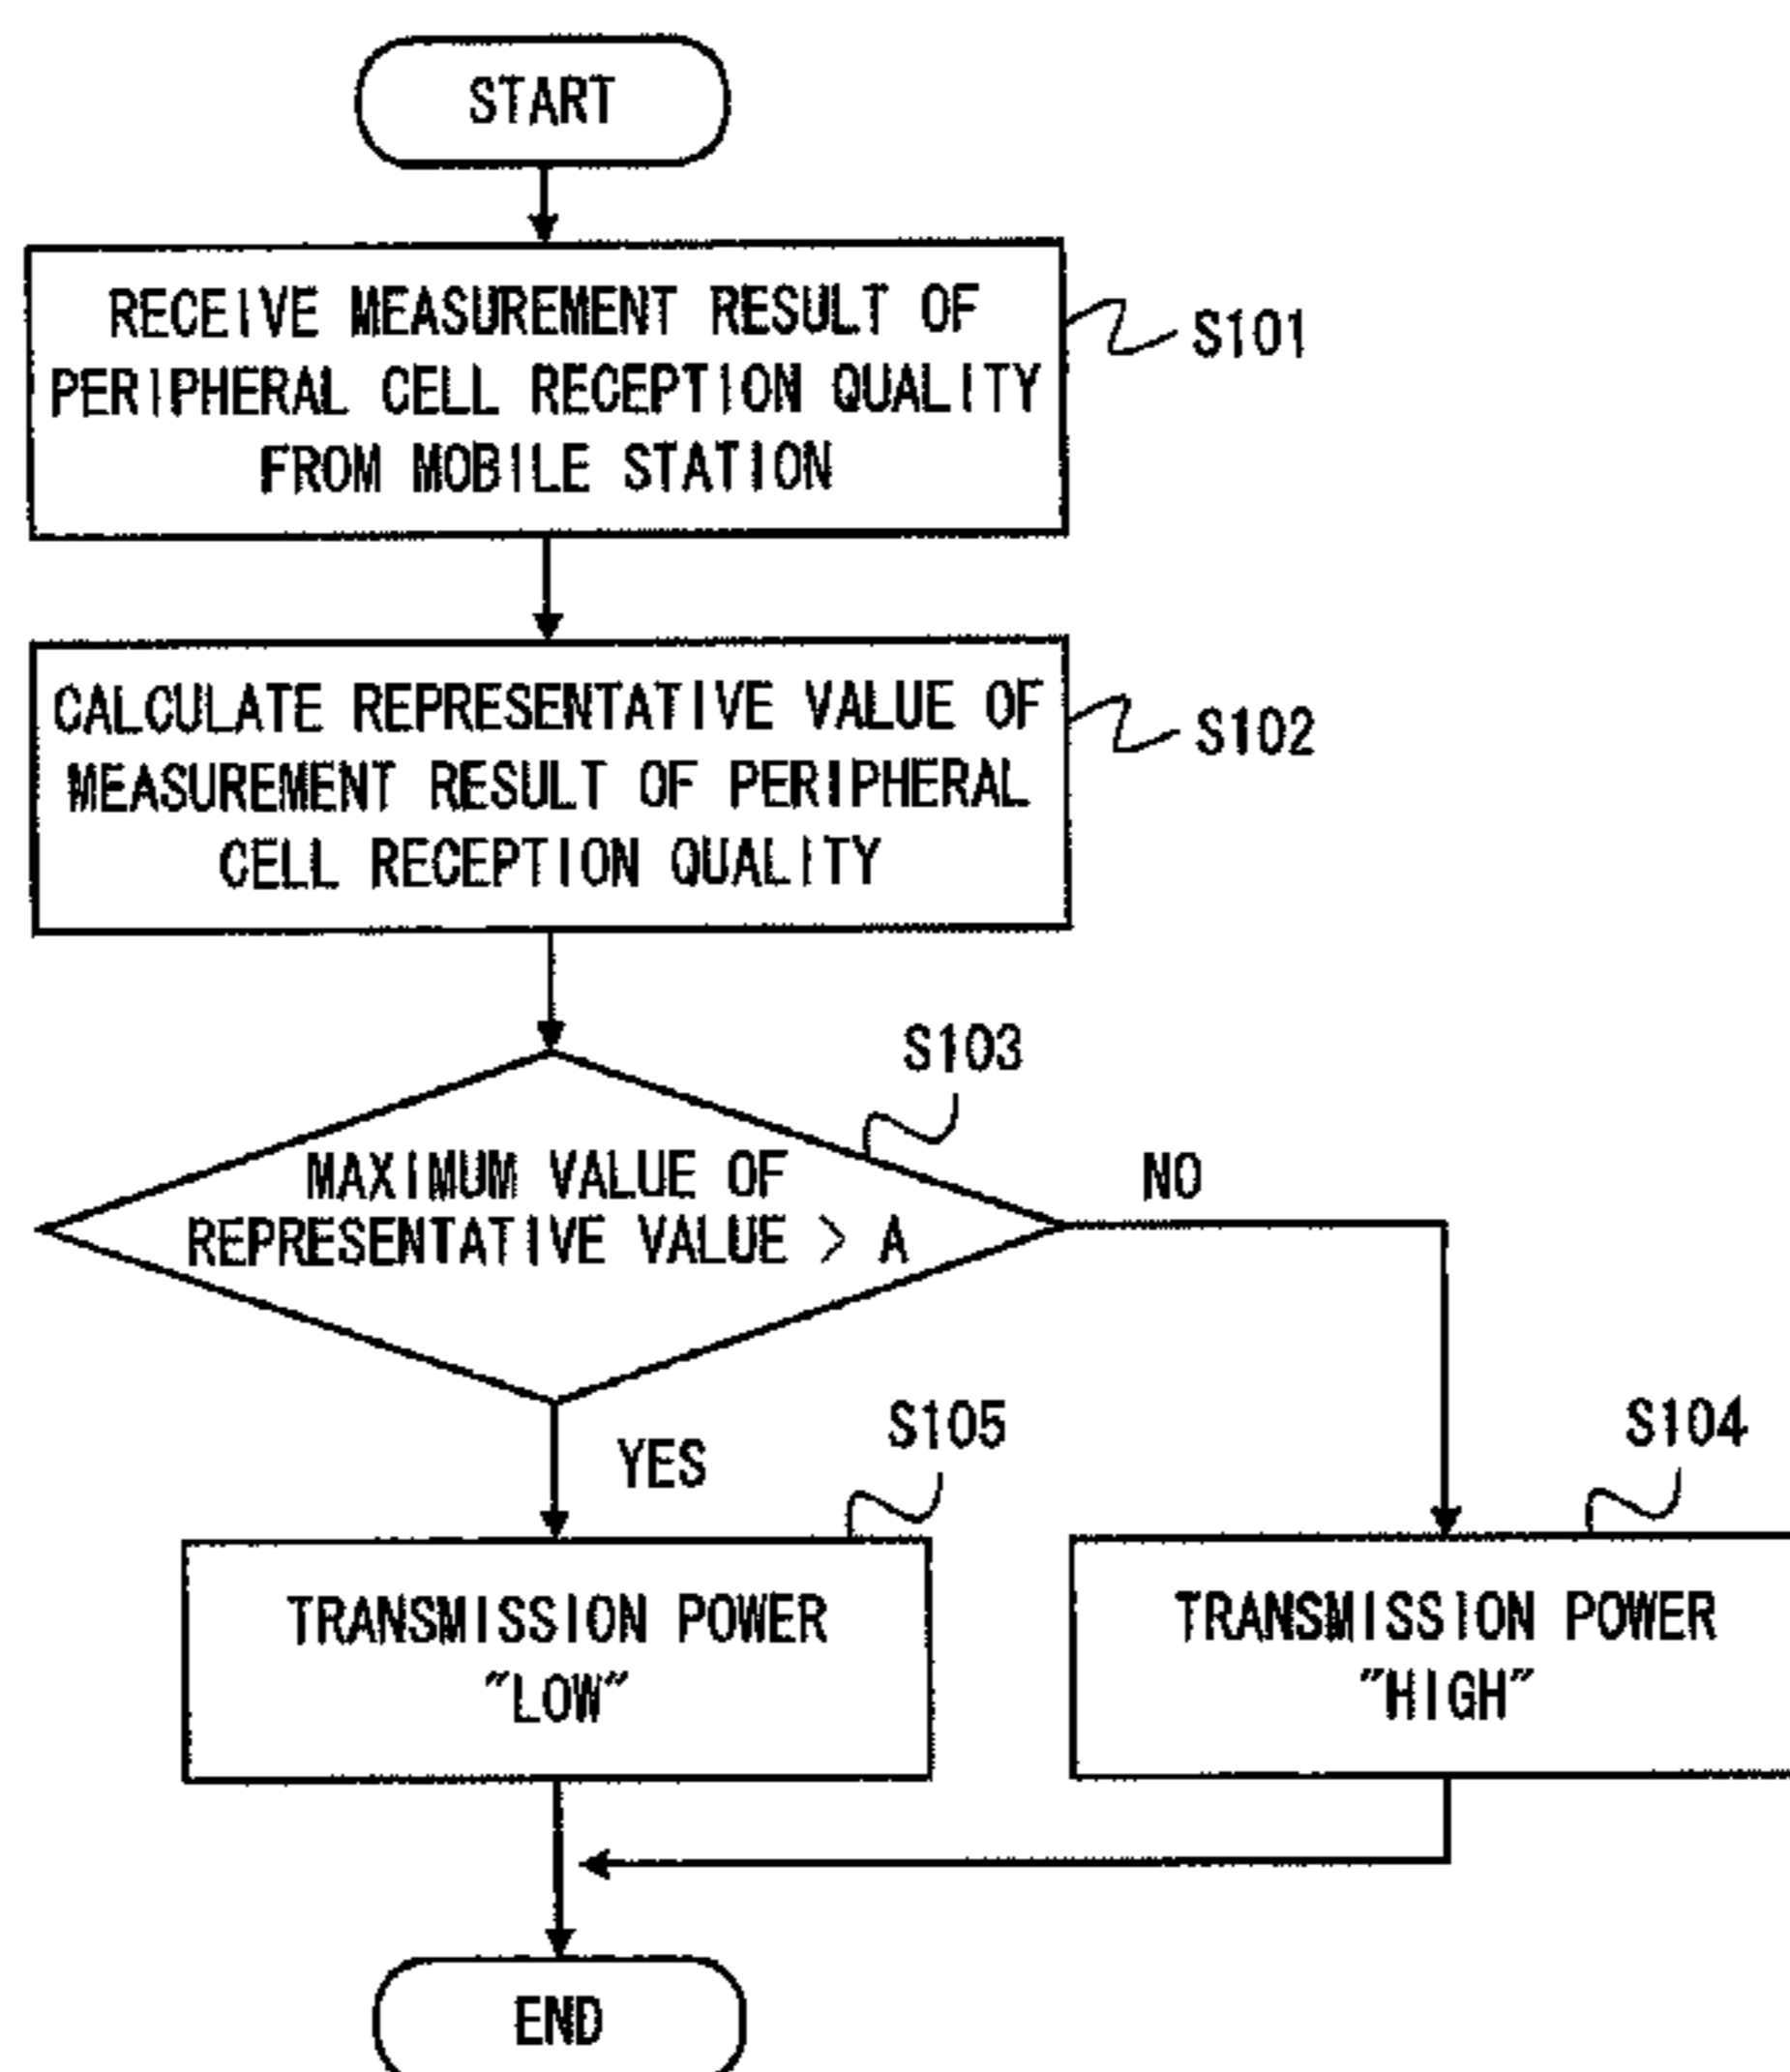 START
RECEIVE MEASUREMENT RESULT OF
PERIPHERAL CELL RECEPTION QUALITY
FROM MOBILE STATION
S101
CALCULATE REPRESENTATIVE VALUE OF
MEASUREMENT RESULT OF PERIPHERAL
CELL RECEPTION QUALITY
S102
S103
MAXIMUM VALUE OF
REPRESENTATIVE VALUE > A
NO
YES
S105
TRANSMISSION POWER
"LOW"
S104
TRANSMISSION POWER
"HIGH"
END